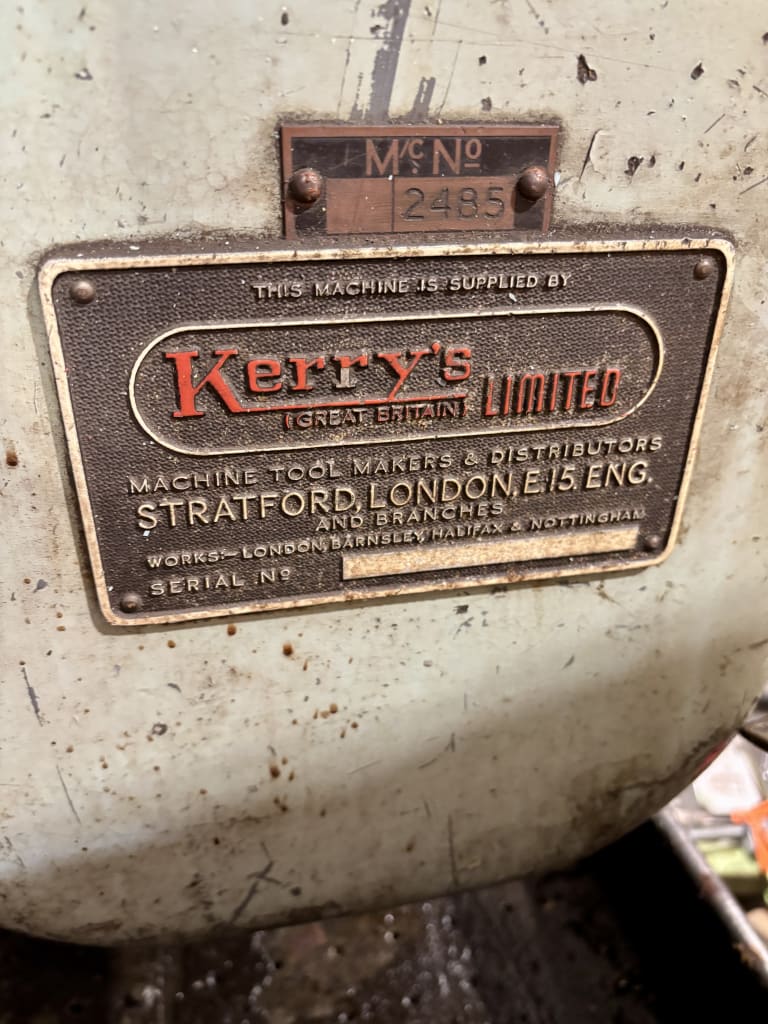 M/C Nº
2485
THIS MACHINE IS SUPPLIED BY
Kerry's
(GREAT BRITAIN) LIMITED
MACHINE TOOL MAKERS & DISTRIBUTORS
STRATFORD, LONDON, E.15. ENG.
AND BRANCHES
WORKS:- LONDON, BARNSLEY, HALIFAX & NOTTINGHAM
SERIAL Nº